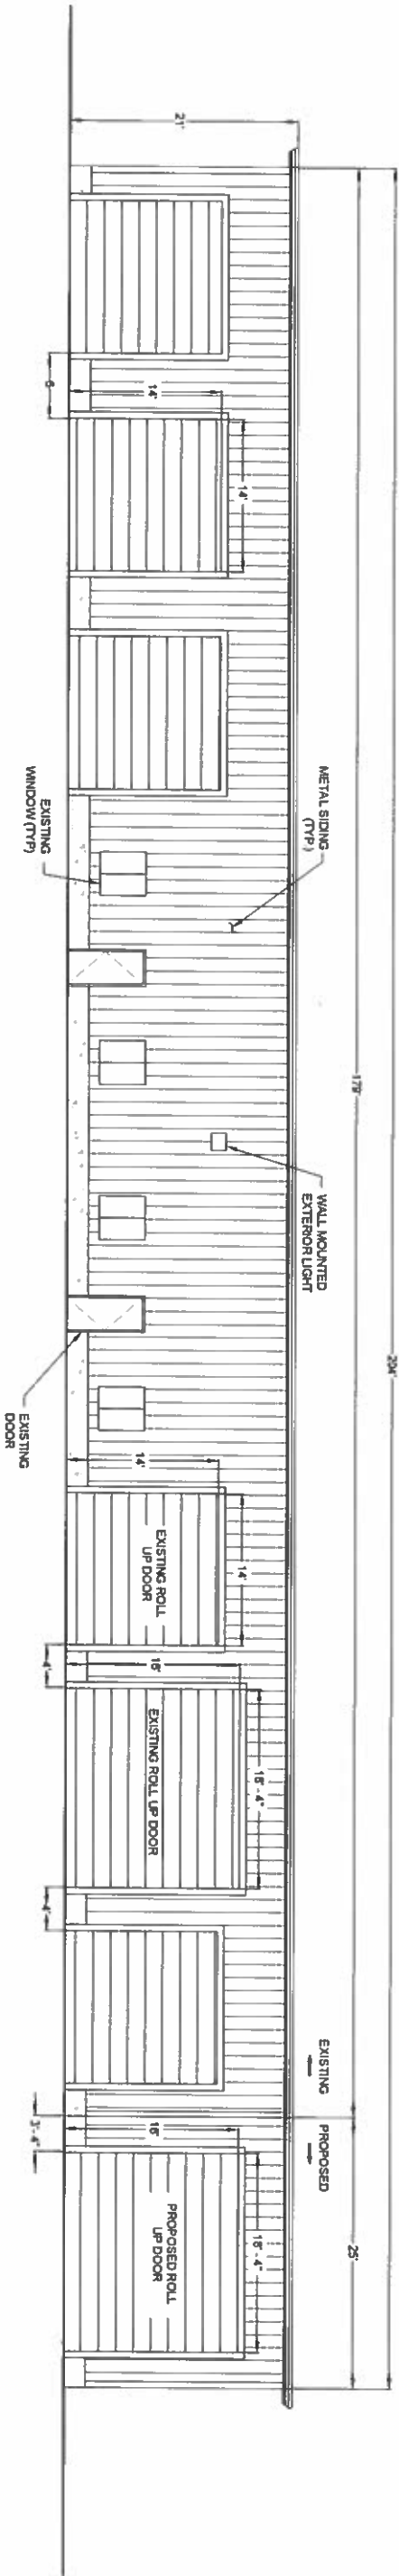 204'
179'
25'
21'
METAL SIDING
(TYP.)
WALL MOUNTED
EXTERIOR LIGHT
EXISTING
PROPOSED
14'
14'
6'
14'
14'
EXISTING ROLL
UP DOOR
18' - 4"
16'
EXISTING ROLL UP DOOR
4'
4'
18' - 4"
16'
PROPOSED ROLL
UP DOOR
3' - 4"
EXISTING
WINDOW (TYP)
EXISTING
DOOR